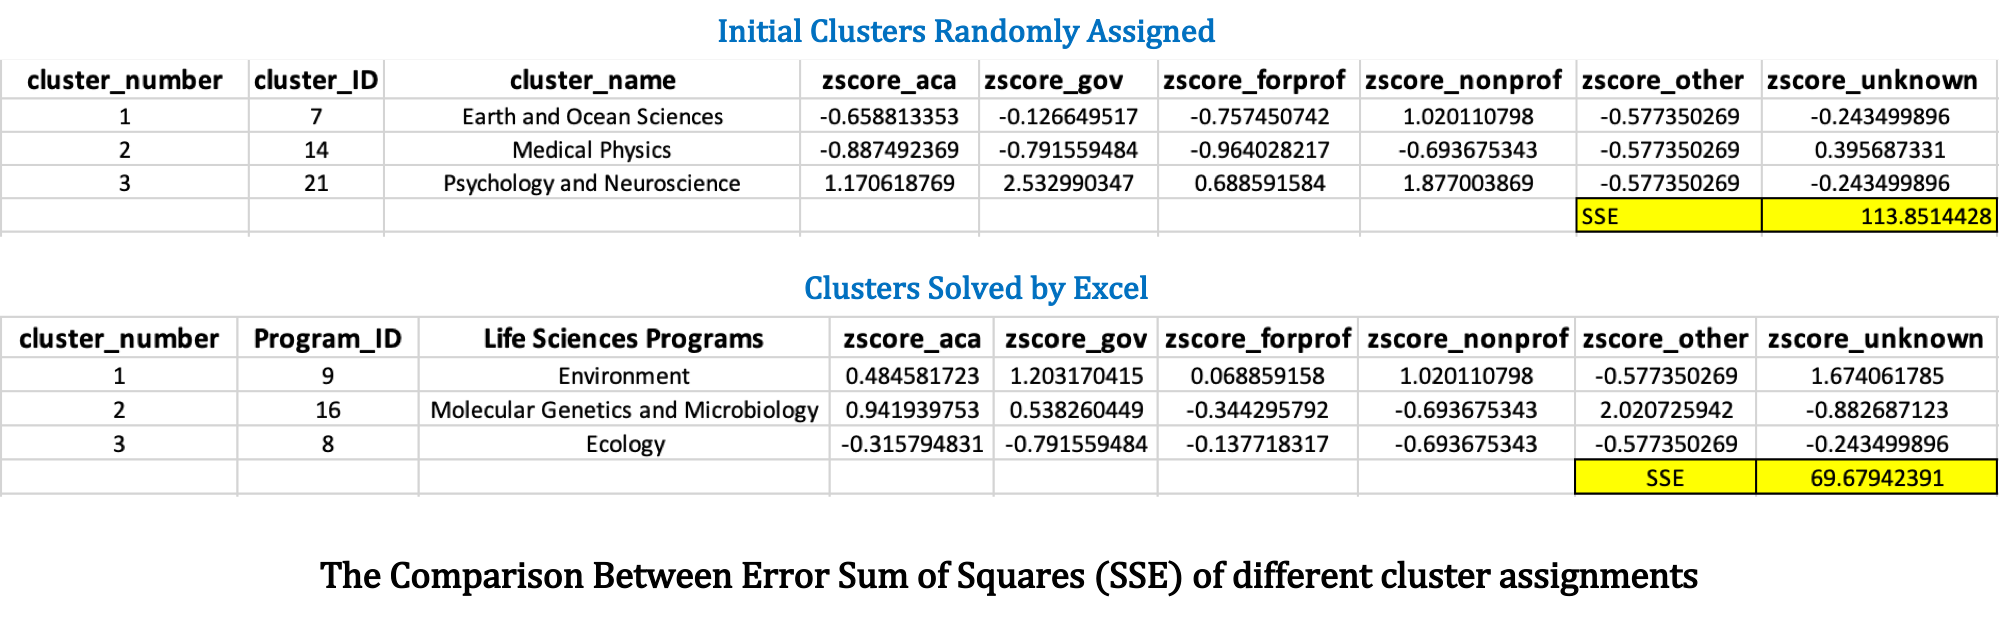 Initial Clusters Randomly Assigned
cluster_number cluster_ID cluster_name zscore_aca zscore_gov zscore_forprof zscore_nonprof zscore_other zscore_unknown
1 7 Earth and Ocean Sciences -0.658813353 -0.126649517 -0.757450742 1.020110798 -0.577350269 -0.243499896
2 14 Medical Physics -0.887492369 -0.791559484 -0.964028217 -0.693675343 -0.577350269 0.395687331
3 21 Psychology and Neuroscience 1.170618769 2.532990347 0.688591584 1.877003869 -0.577350269 -0.243499896
SSE 113.8514428
Clusters Solved by Excel
cluster_number Program_ID Life Sciences Programs zscore_aca zscore_gov zscore_forprof zscore_nonprof zscore_other zscore_unknown
1 9 Environment 0.484581723 1.203170415 0.068859158 1.020110798 -0.577350269 1.674061785
2 16 Molecular Genetics and Microbiology 0.941939753 0.538260449 -0.344295792 -0.693675343 2.020725942 -0.882687123
3 8 Ecology -0.315794831 -0.791559484 -0.137718317 -0.693675343 -0.577350269 -0.243499896
SSE 69.67942391
The Comparison Between Error Sum of Squares (SSE) of different cluster assignments